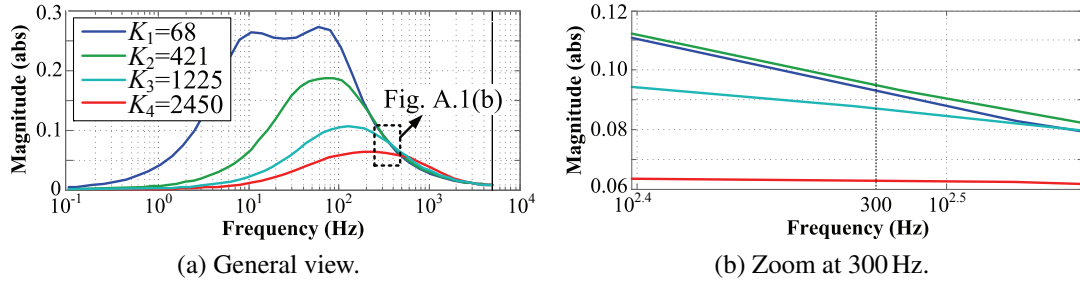 0.3
0.2
0.1
0
Magnitude (abs)
K₁=68
K₂=421
K₃=1225
K₄=2450
Fig. A.1(b)
10⁻¹ 10⁰ 10¹ 10² 10³ 10⁴
Frequency (Hz)
(a) General view.
0.12
0.10
0.08
0.06
Magnitude (abs)
10²·⁴ 300 10²·⁵
Frequency (Hz)
(b) Zoom at 300 Hz.